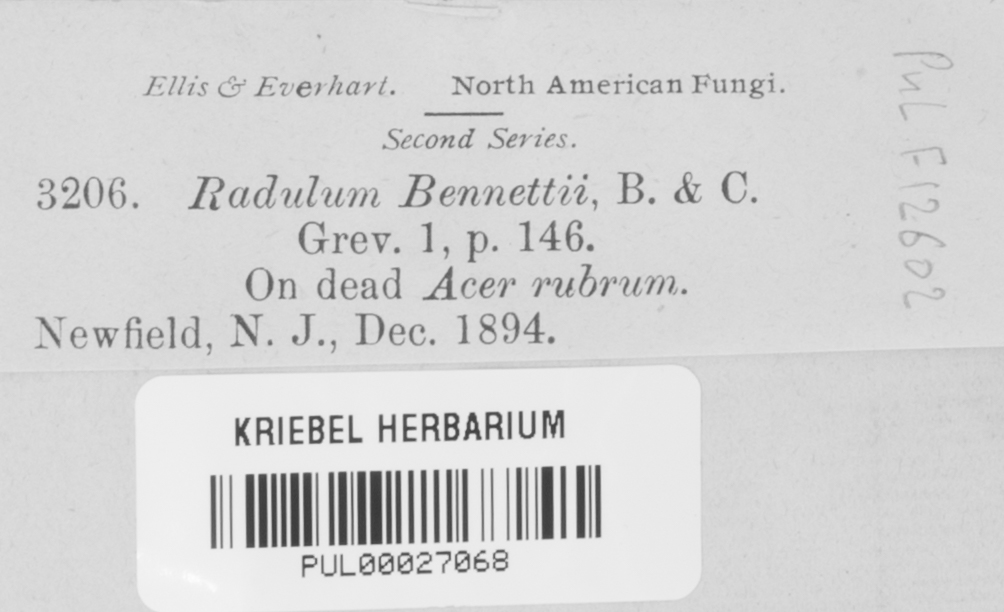 Ellis & Everhart. North American Fungi.
Second Series.
3206. Radulum Bennettii, B. & C.
Grev. 1, p. 146.
On dead Acer rubrum.
Newfield, N. J., Dec. 1894.
PUL F12602
KRIEBEL HERBARIUM
PUL00027068